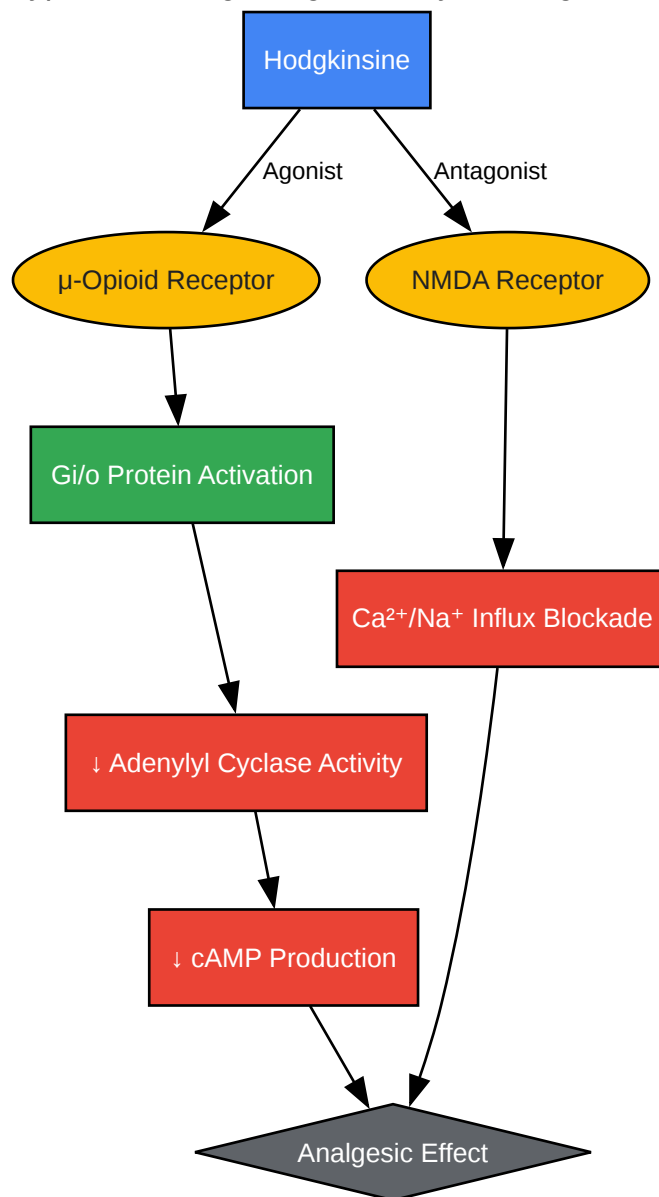 Hodgkinsine
Agonist
Antagonist
μ-Opioid Receptor
NMDA Receptor
Gi/o Protein Activation
Ca²⁺/Na⁺ Influx Blockade
↓ Adenylyl Cyclase Activity
↓ cAMP Production
Analgesic Effect